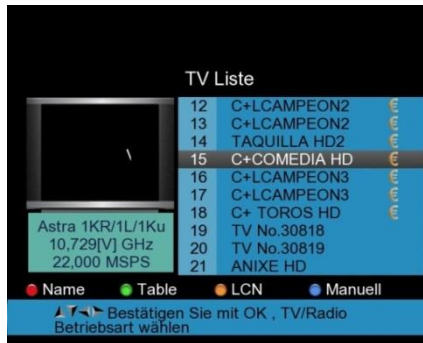 TV Liste
12 C+LCAMPEON2 €
13 C+LCAMPEON2 €
14 TAQUILLA HD2 €
15 C+COMEDIA HD €
16 C+LCAMPEON3 €
17 C+LCAMPEON3 €
18 C+ TOROS HD €
19 TV No.30818
20 TV No.30819
21 ANIXE HD
Astra 1KR/1L/1Ku
10,729[V] GHz
22,000 MSPS
Name Table LCN Manuell
Bestätigen Sie mit OK , TV/Radio
Betriebsart wählen